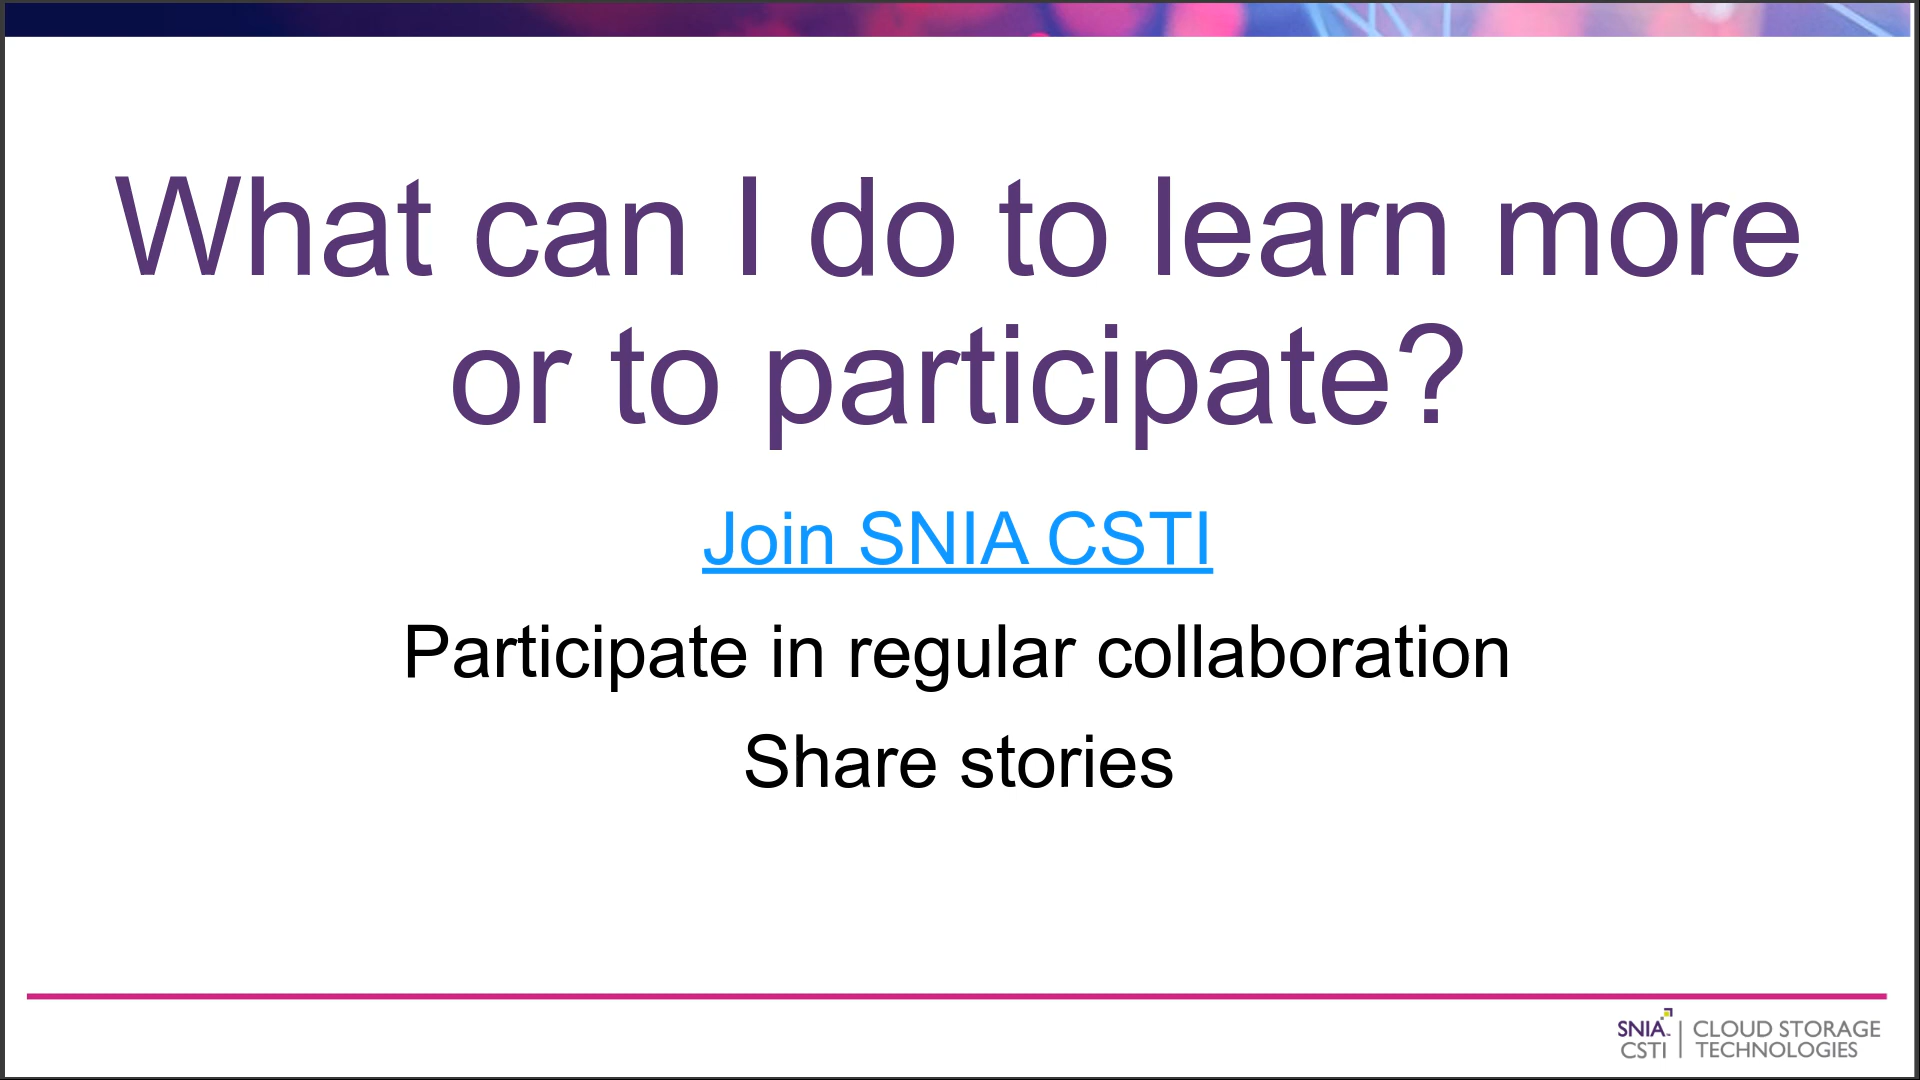 What can I do to learn more
or to participate?
Join SNIA CSTI
Participate in regular collaboration
Share stories
SNIA™ | CLOUD STORAGE
CSTI | TECHNOLOGIES